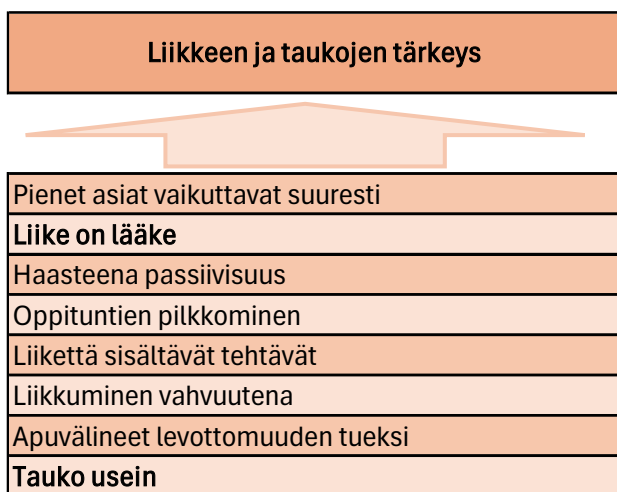 Liikkeen ja taukojen tärkeys
Pienet asiat vaikuttavat suuresti
Liike on lääke
Haasteena passiivisuus
Oppituntien pilkkominen
Liikettä sisältävät tehtävät
Liikkuminen vahvuutena
Apuvälineet levottomuuden tueksi
Tauko usein